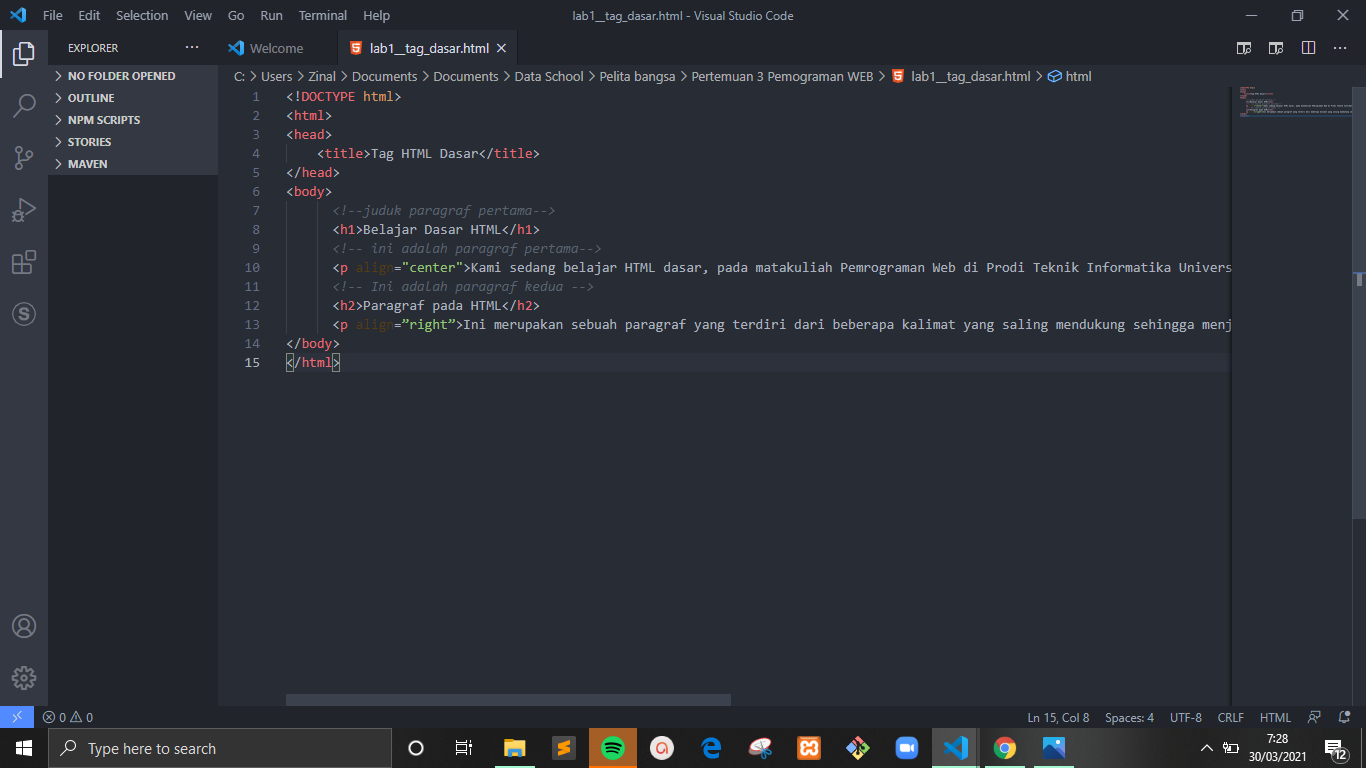 File Edit Selection View Go Run Terminal Help lab1__tag_dasar.html - Visual Studio Code
EXPLORER ··· Welcome lab1__tag_dasar.html
NO FOLDER OPENED
OUTLINE
NPM SCRIPTS
STORIES
MAVEN
C: > Users > Zinal > Documents > Documents > Data School > Pelita bangsa > Pertemuan 3 Pemograman WEB > lab1__tag_dasar.html > html
1 <!DOCTYPE html>
2 <html>
3 <head>
4 <title>Tag HTML Dasar</title>
5 </head>
6 <body>
7 <!--juduk paragraf pertama-->
8 <h1>Belajar Dasar HTML</h1>
9 <!-- ini adalah paragraf pertama-->
10 <p align="center">Kami sedang belajar HTML dasar, pada matakuliah Pemrograman Web di Prodi Teknik Informatika Univers
11 <!-- Ini adalah paragraf kedua -->
12 <h2>Paragraf pada HTML</h2>
13 <p align=”right”>Ini merupakan sebuah paragraf yang terdiri dari beberapa kalimat yang saling mendukung sehingga menj
14 </body>
15 </html>
0 0 Ln 15, Col 8 Spaces: 4 UTF-8 CRLF HTML
Type here to search
7:28
30/03/2021
12